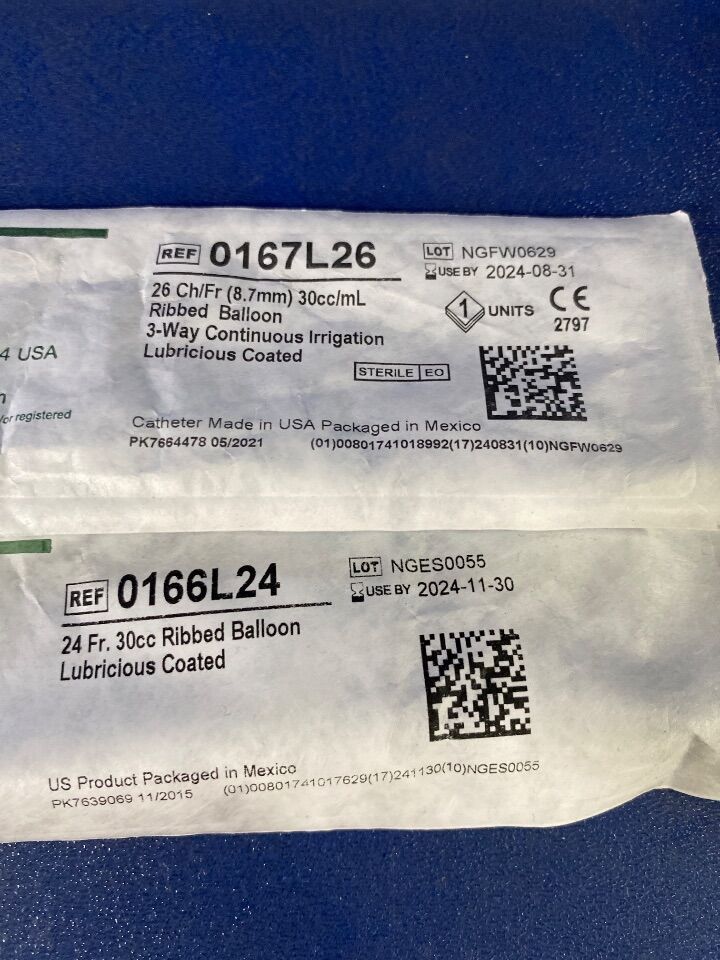 4 USA
/or registered
REF 0167L26
26 Ch/Fr (8.7mm) 30cc/mL
Ribbed Balloon
3-Way Continuous Irrigation
Lubricious Coated
LOT NGFW0629
USE BY 2024-08-31
1 UNITS CE
2797
STERILE EO
Catheter Made in USA Packaged in Mexico
PK7664478 05/2021 (01)00801741018992(17)240831(10)NGFW0629
REF 0166L24
24 Fr. 30cc Ribbed Balloon
Lubricious Coated
LOT NGES0055
USE BY 2024-11-30
US Product Packaged in Mexico
PK7639069 11/2015 (01)00801741017629(17)241130(10)NGES0055